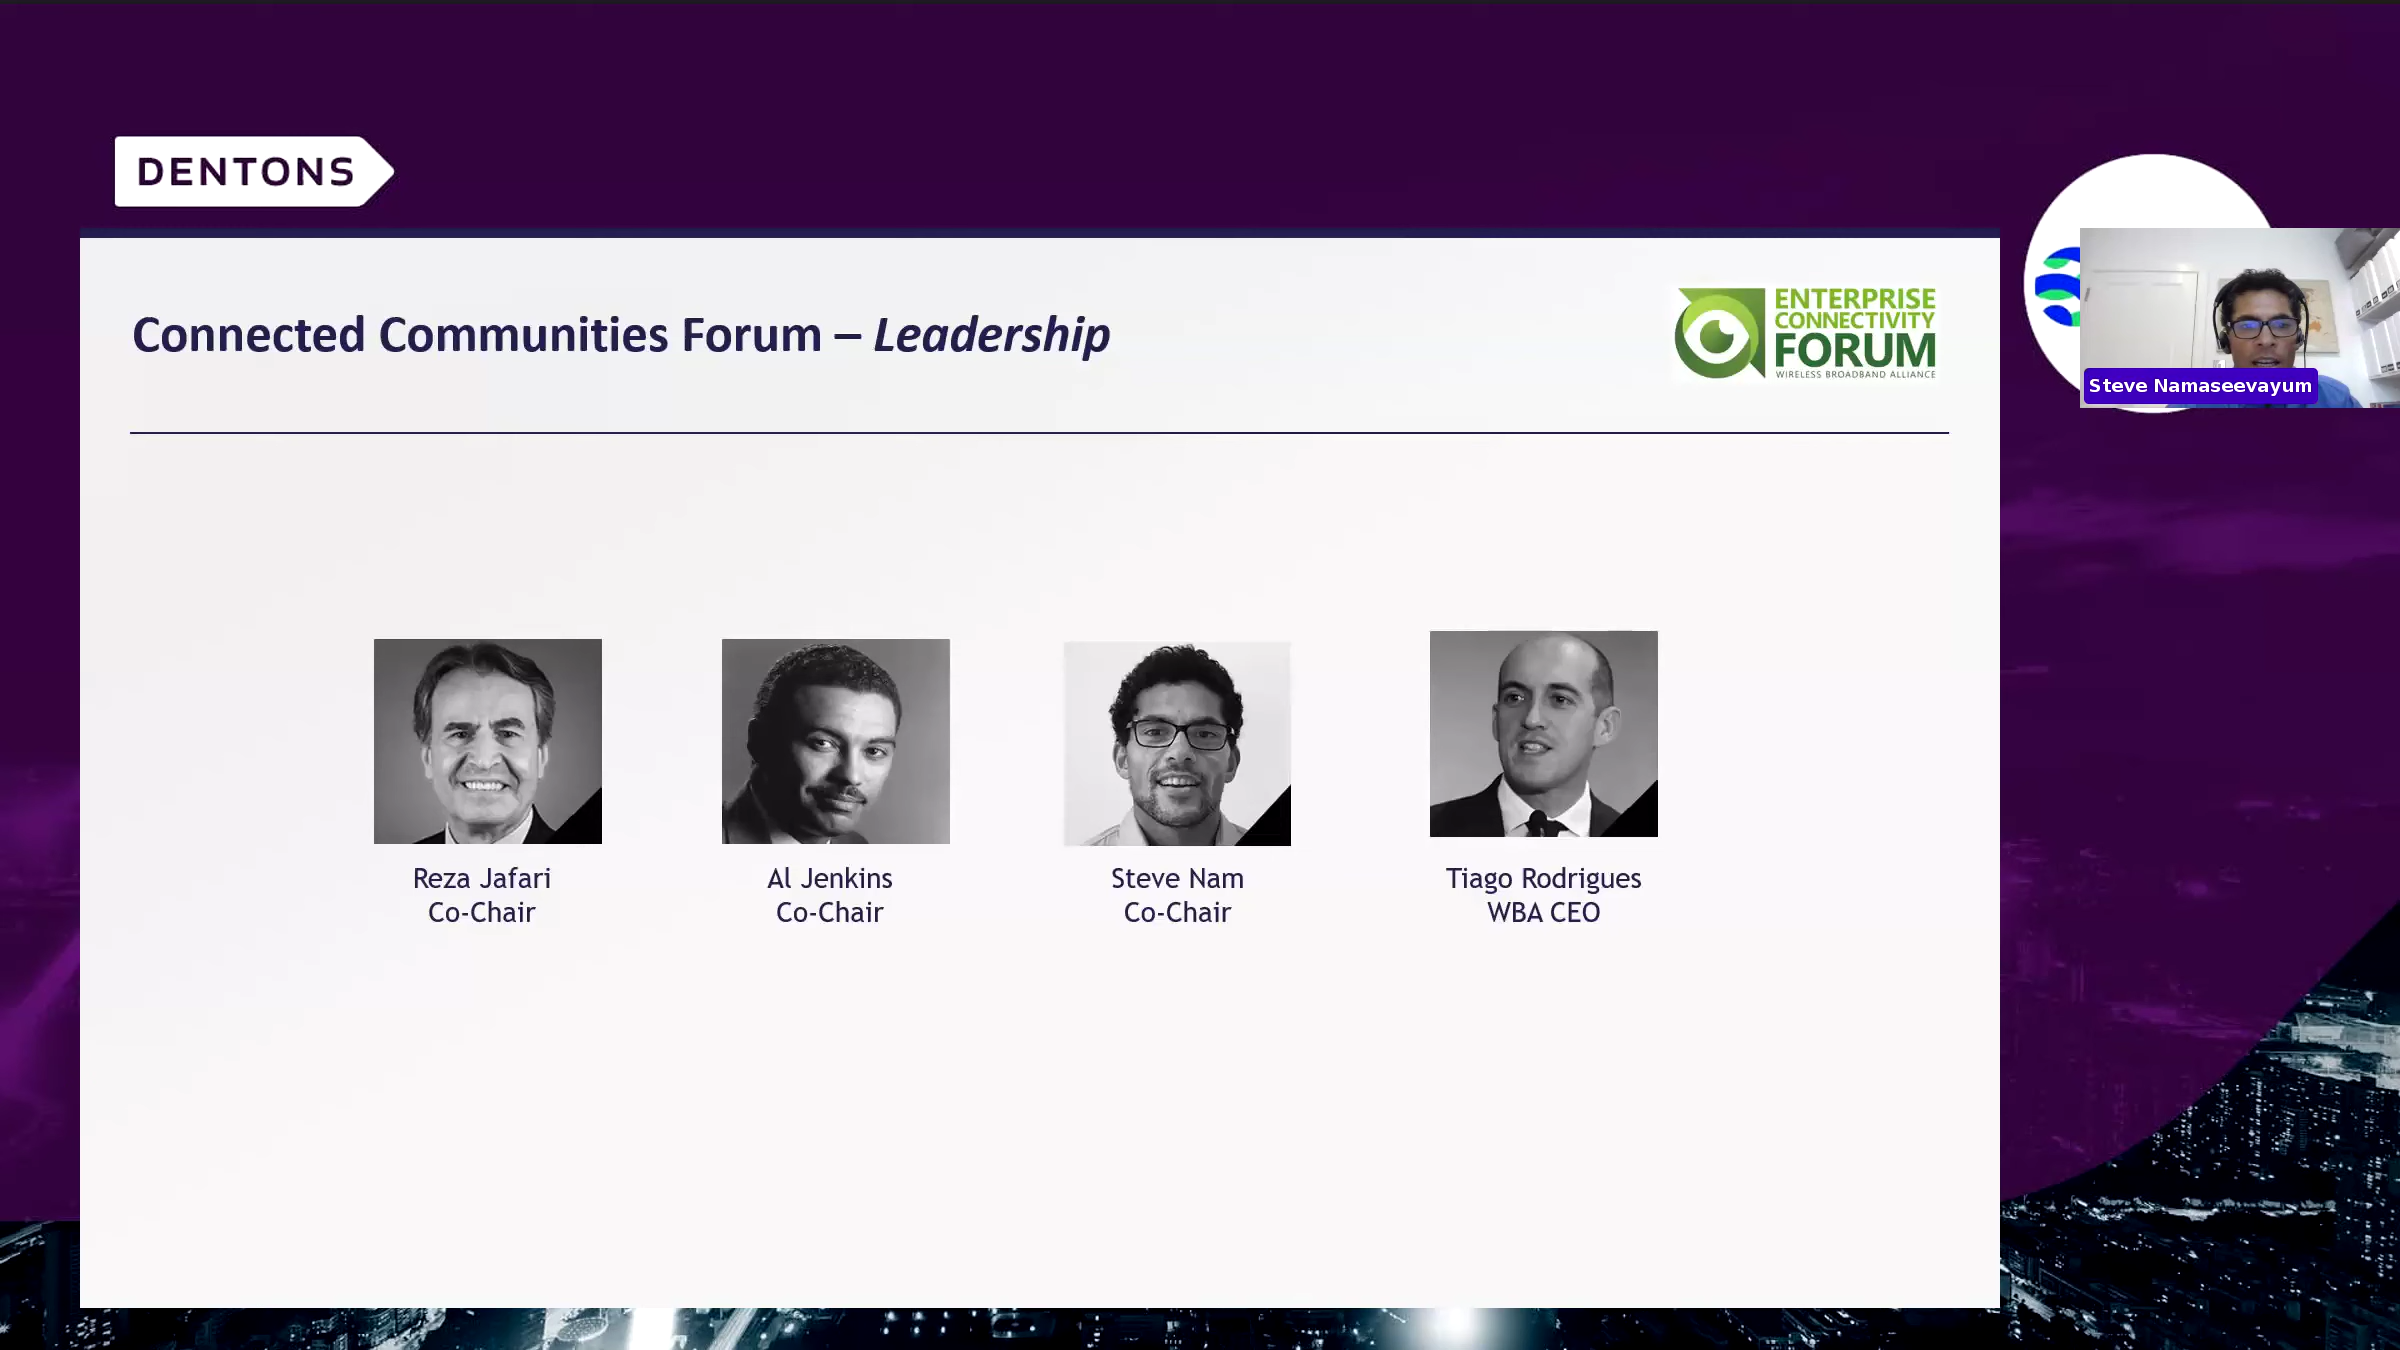 DENTONS
Connected Communities Forum – Leadership
ENTERPRISE
CONNECTIVITY
FORUM
WIRELESS BROADBAND ALLIANCE
Steve Namaseevayum
Reza Jafari
Co-Chair
Al Jenkins
Co-Chair
Steve Nam
Co-Chair
Tiago Rodrigues
WBA CEO